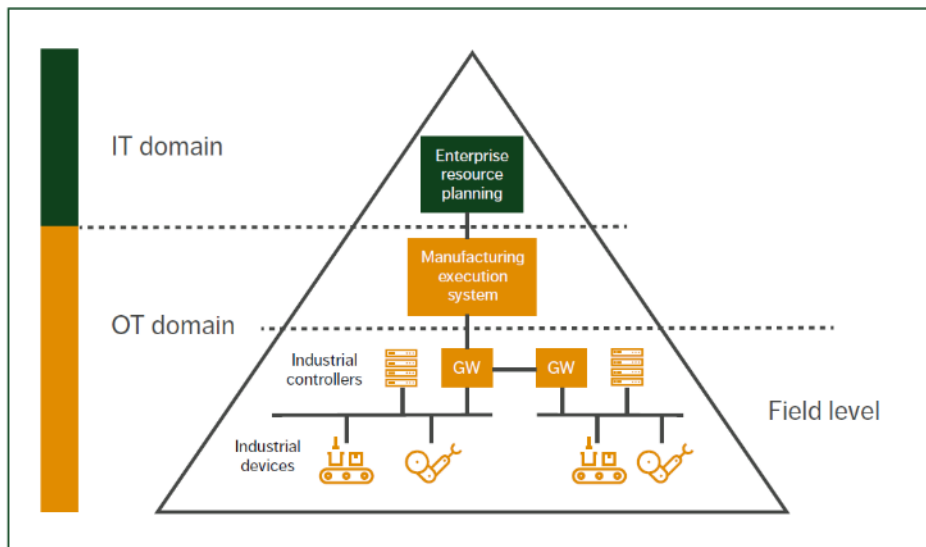 IT domain
Enterprise
resource
planning
Manufacturing
execution
system
OT domain
Industrial
controllers
GW
GW
Field level
Industrial
devices